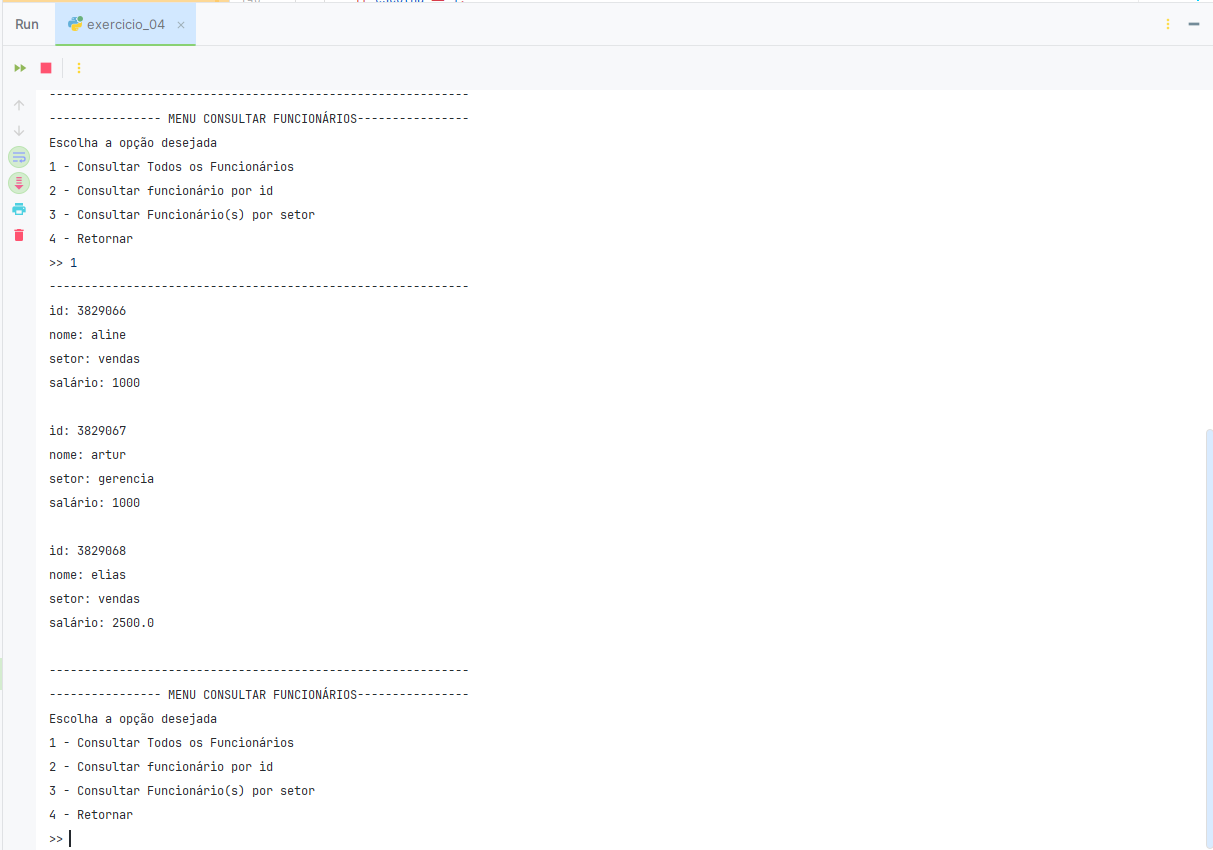 Run exercicio_04 ×
------------------------------------------------------------
---------------- MENU CONSULTAR FUNCIONÁRIOS----------------
Escolha a opção desejada
1 - Consultar Todos os Funcionários
2 - Consultar funcionário por id
3 - Consultar Funcionário(s) por setor
4 - Retornar
>> 1
------------------------------------------------------------
id: 3829066
nome: aline
setor: vendas
salário: 1000
id: 3829067
nome: artur
setor: gerencia
salário: 1000
id: 3829068
nome: elias
setor: vendas
salário: 2500.0
------------------------------------------------------------
---------------- MENU CONSULTAR FUNCIONÁRIOS----------------
Escolha a opção desejada
1 - Consultar Todos os Funcionários
2 - Consultar funcionário por id
3 - Consultar Funcionário(s) por setor
4 - Retornar
>>